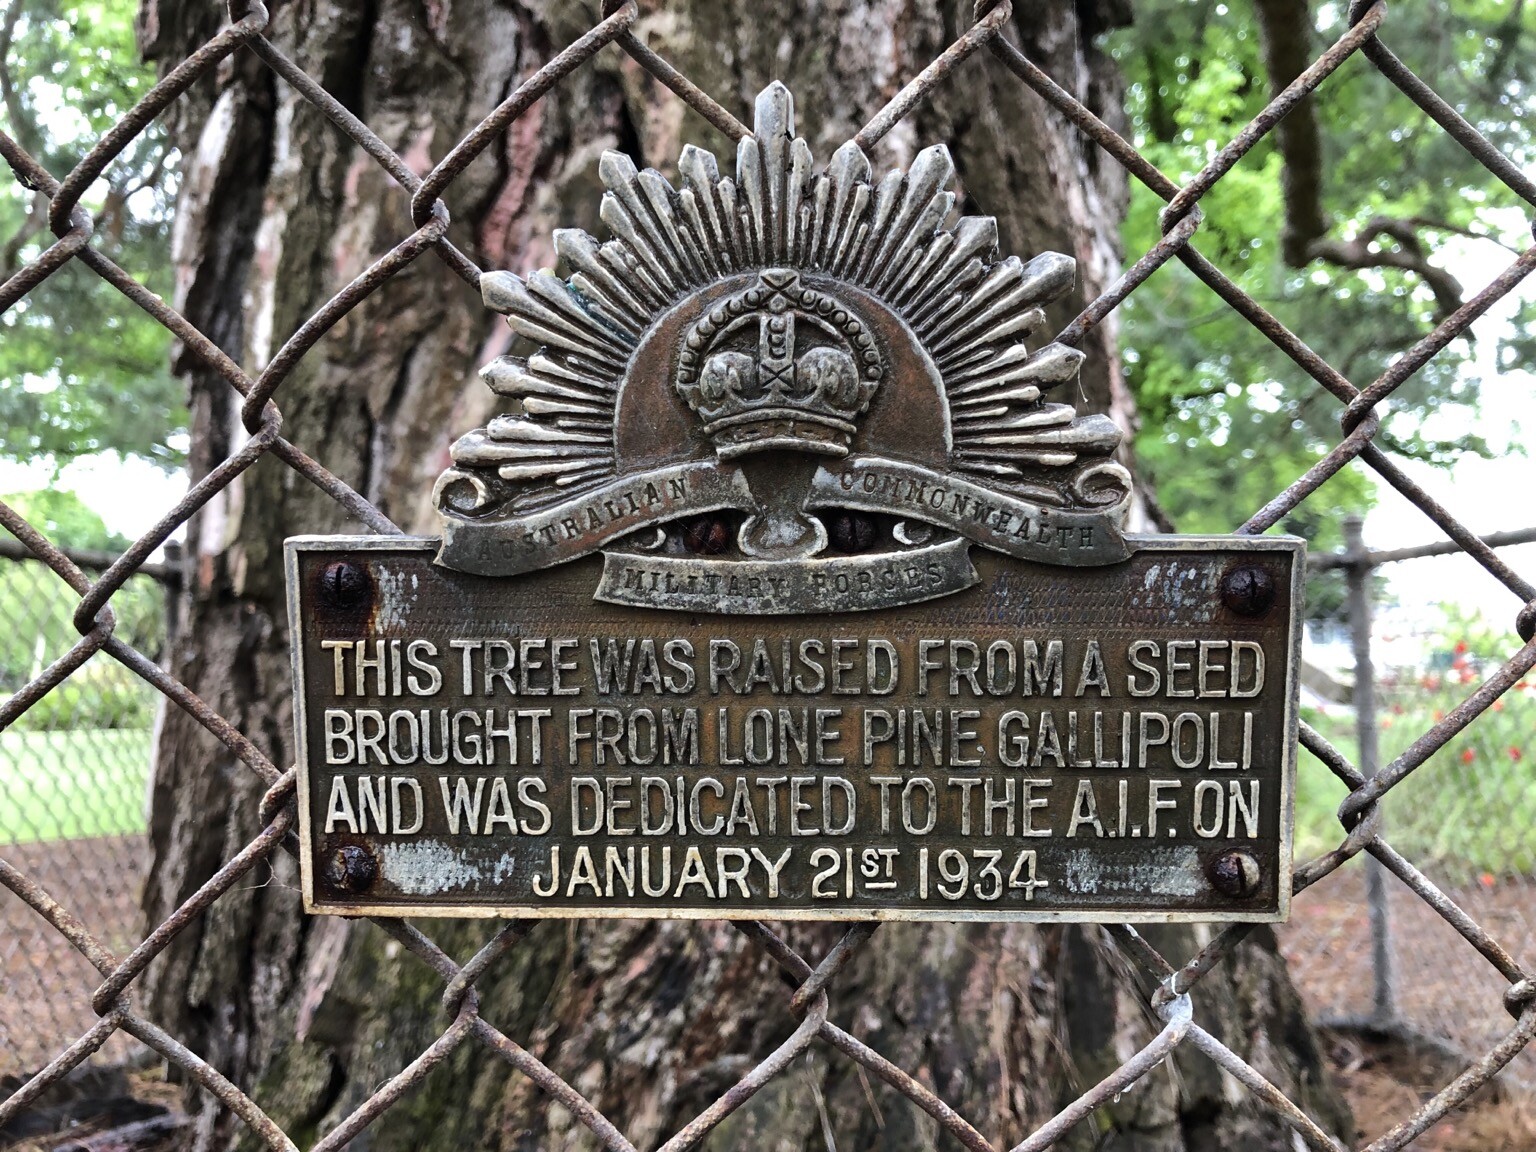 AUSTRALIAN COMMONWEALTH
MILITARY FORCES
THIS TREE WAS RAISED FROM A SEED
BROUGHT FROM LONE PINE GALLIPOLI
AND WAS DEDICATED TO THE A.I.F. ON
JANUARY 21ST 1934